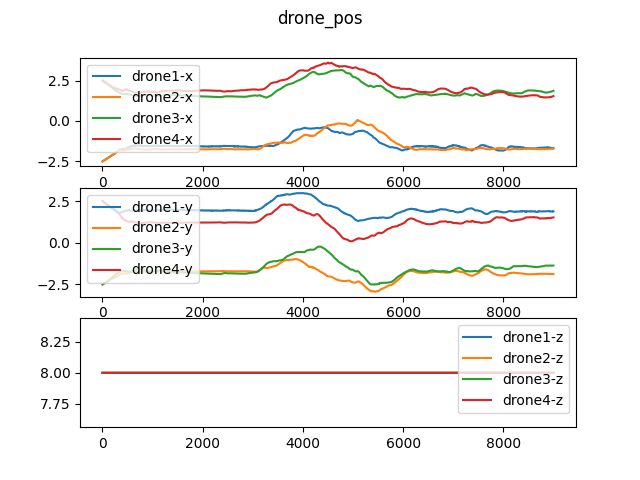 drone_pos
2.5
0.0
−2.5
drone1-x
drone2-x
drone3-x
drone4-x
0 2000 4000 6000 8000
2.5
0.0
−2.5
drone1-y
drone2-y
drone3-y
drone4-y
0 2000 4000 6000 8000
8.25
8.00
7.75
drone1-z
drone2-z
drone3-z
drone4-z
0 2000 4000 6000 8000